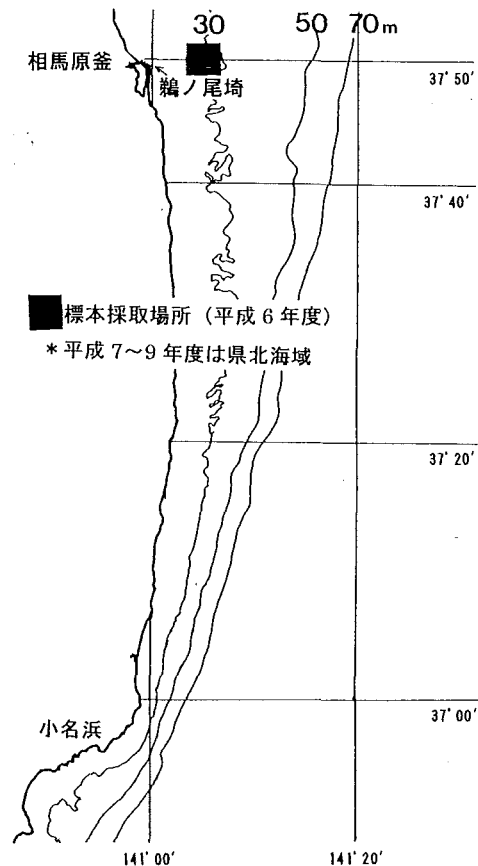 30 50 70m
相馬原釜
鵜ノ尾埼
37° 50′
37° 40′
標本採取場所 (平成6年度)
*平成7～9年度は県北海域
37° 20′
37° 00′
小名浜
141° 00′ 141° 20′